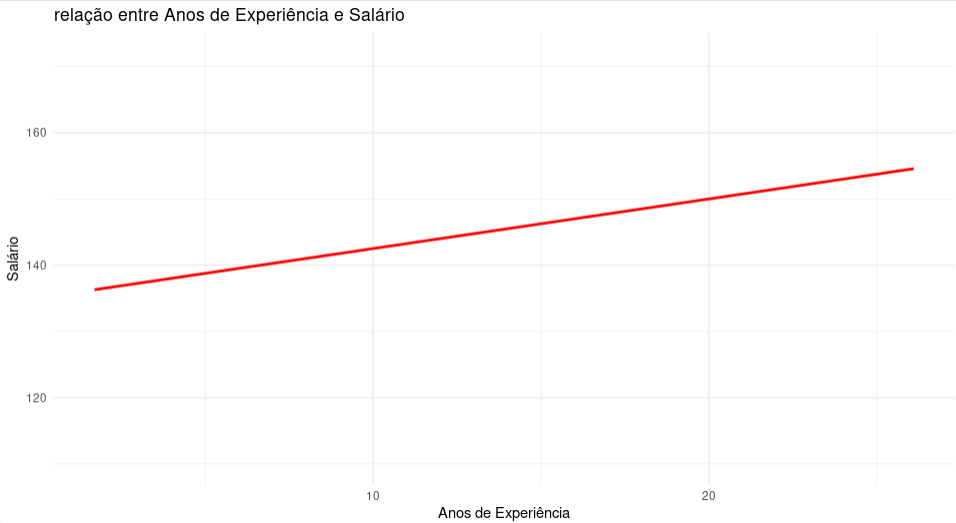 relação entre Anos de Experiência e Salário
160
140
120
Salário
10
20
Anos de Experiência